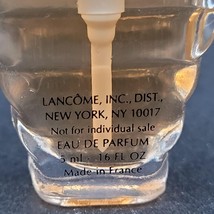 LANCÔME, INC., DIST.,
NEW YORK, NY 10017
Not for individual sale
EAU DE PARFUM
5 ml - .16 FL OZ
Made in France